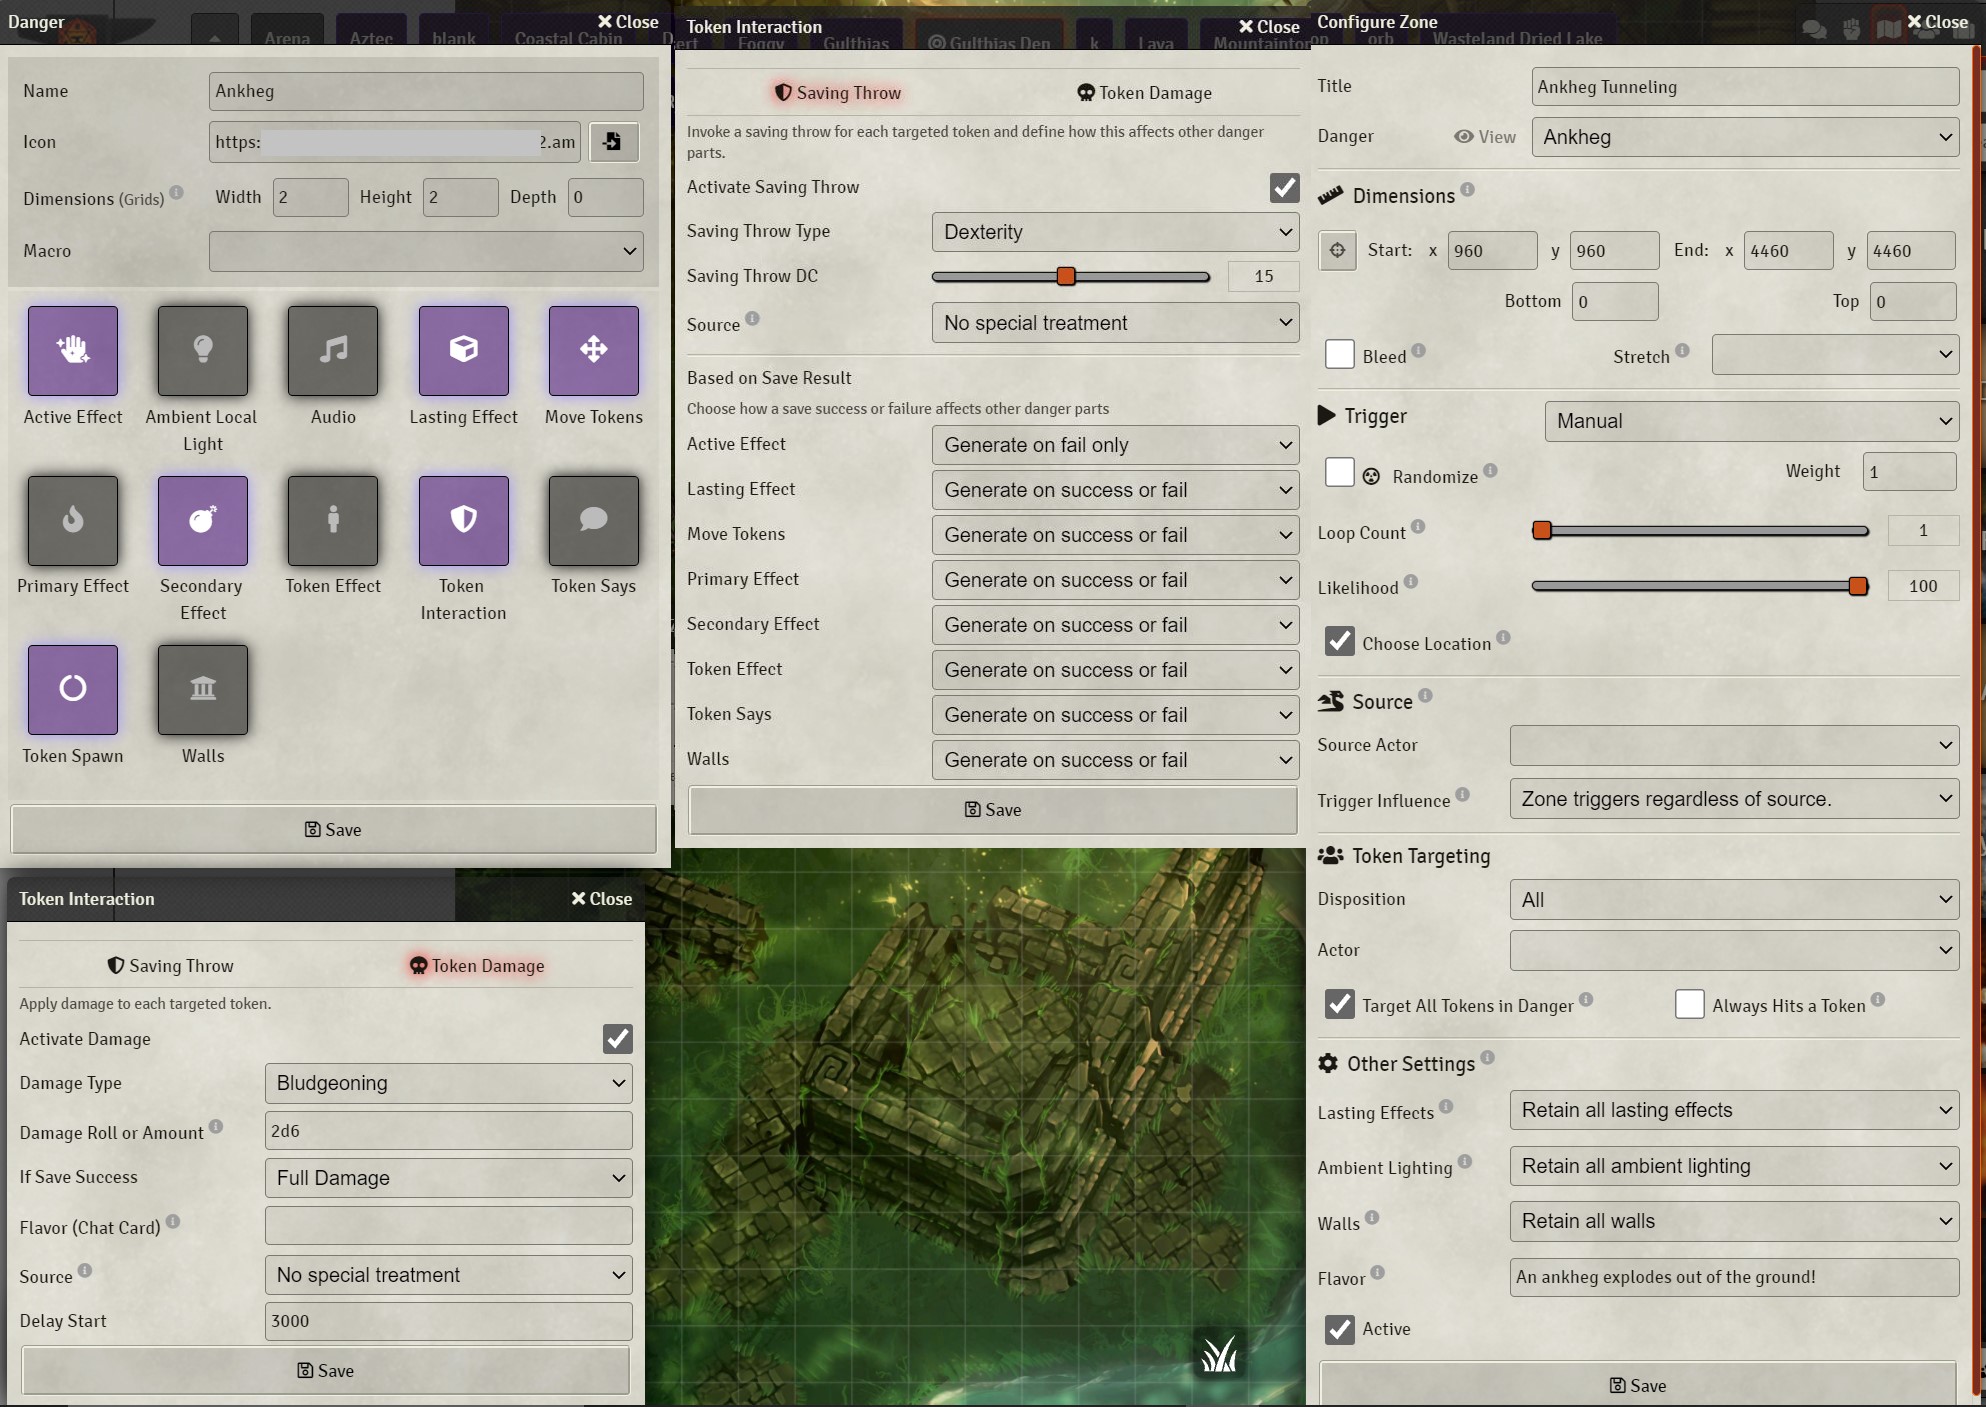 Danger
Close
Arena
Aztec
blank
Coastal Cabin
Name
Ankheg
Icon
https:
2.am
Dimensions (Grids)
Width
2
Height
2
Depth
0
Macro
Active Effect
Ambient Local
Light
Audio
Lasting Effect
Move Tokens
Primary Effect
Secondary
Effect
Token Effect
Token
Interaction
Token Says
Token Spawn
Walls
Save
Token Interaction
Close
Foggy
Gulthias
Gulthias Den
k
Lava
Saving Throw
Token Damage
Invoke a saving throw for each targeted token and define how this affects other danger
parts.
Activate Saving Throw
Saving Throw Type
Dexterity
Saving Throw DC
15
Source
No special treatment
Based on Save Result
Choose how a save success or failure affects other danger parts
Active Effect
Generate on fail only
Lasting Effect
Generate on success or fail
Move Tokens
Generate on success or fail
Primary Effect
Generate on success or fail
Secondary Effect
Generate on success or fail
Token Effect
Generate on success or fail
Token Says
Generate on success or fail
Walls
Generate on success or fail
Save
Token Interaction
Close
Saving Throw
Token Damage
Apply damage to each targeted token.
Activate Damage
Damage Type
Bludgeoning
Damage Roll or Amount
2d6
If Save Success
Full Damage
Flavor (Chat Card)
Source
No special treatment
Delay Start
3000
Save
Configure Zone
Close
orb
Wasteland Dried Lake
Title
Ankheg Tunneling
Danger
View
Ankheg
Dimensions
Start: x 960 y 960 End: x 4460 y 4460
Bottom 0 Top 0
Bleed
Stretch
Trigger
Manual
Randomize
Weight
1
Loop Count
1
Likelihood
100
Choose Location
Source
Source Actor
Trigger Influence
Zone triggers regardless of source.
Token Targeting
Disposition
All
Actor
Target All Tokens in Danger
Always Hits a Token
Other Settings
Lasting Effects
Retain all lasting effects
Ambient Lighting
Retain all ambient lighting
Walls
Retain all walls
Flavor
An ankheg explodes out of the ground!
Active
Save